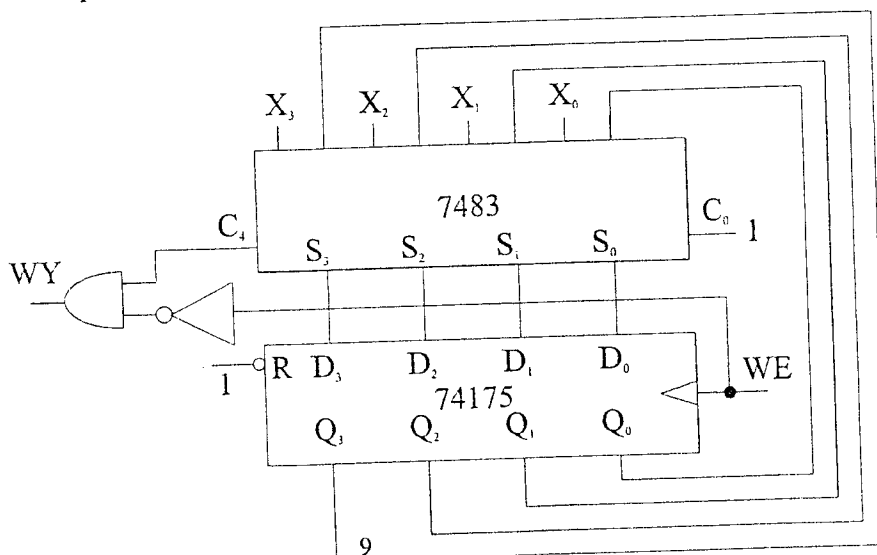 X₃ X₂ X₁ X₀
7483
C₄ C₀ 1
S₃ S₂ S₁ S₀
WY
1 R D₃ D₂ D₁ D₀
WE
74175
Q₃ Q₂ Q₁ Q₀
9